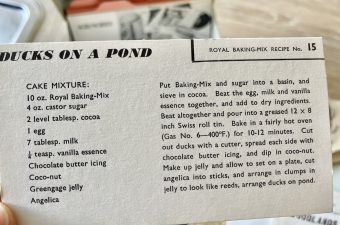 DUCKS ON A POND
ROYAL BAKING-MIX RECIPE No. 15
CAKE MIXTURE:
10 oz. Royal Baking-Mix
4 oz. castor sugar
2 level tablesp. cocoa
1 egg
7 tablesp. milk
¼ teasp. vanilla essence
Chocolate butter icing
Coco-nut
Greengage jelly
Angelica
Put Baking-Mix and sugar into a basin, and
sieve in cocoa. Beat the egg, milk and vanilla
essence together, and add to dry ingredients.
Beat altogether and pour into a greased 12 × 8
inch Swiss roll tin. Bake in a fairly hot oven
(Gas No. 6—400°F.) for 10-12 minutes. Cut
out ducks with a cutter, spread each side with
chocolate butter icing, and dip in coco-nut.
Make up jelly and allow to set on a plate, cut
angelica into sticks, and arrange in clumps in
jelly to look like reeds, arrange ducks on pond.